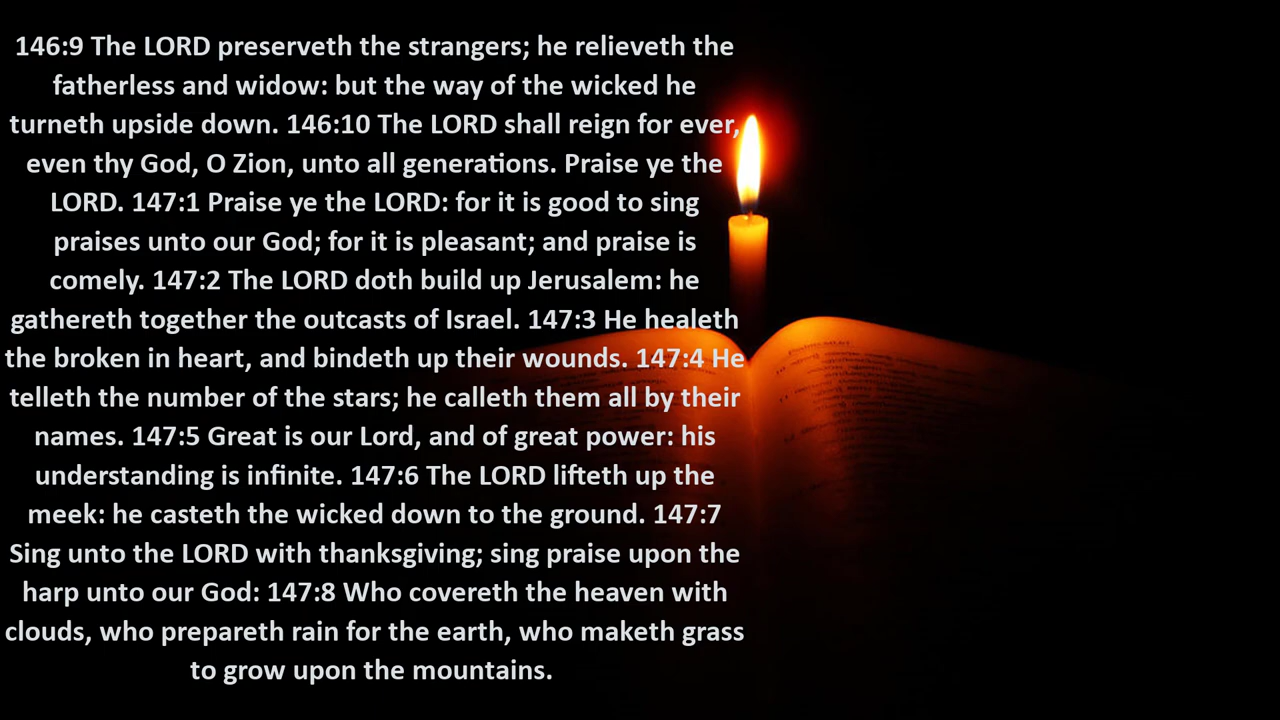 146:9 The LORD preserveth the strangers; he relieveth the
fatherless and widow: but the way of the wicked he
turneth upside down. 146:10 The LORD shall reign for ever,
even thy God, O Zion, unto all generations. Praise ye the
LORD. 147:1 Praise ye the LORD: for it is good to sing
praises unto our God; for it is pleasant; and praise is
comely. 147:2 The LORD doth build up Jerusalem: he
gathereth together the outcasts of Israel. 147:3 He healeth
the broken in heart, and bindeth up their wounds. 147:4 He
telleth the number of the stars; he calleth them all by their
names. 147:5 Great is our Lord, and of great power: his
understanding is infinite. 147:6 The LORD lifteth up the
meek: he casteth the wicked down to the ground. 147:7
Sing unto the LORD with thanksgiving; sing praise upon the
harp unto our God: 147:8 Who covereth the heaven with
clouds, who prepareth rain for the earth, who maketh grass
to grow upon the mountains.